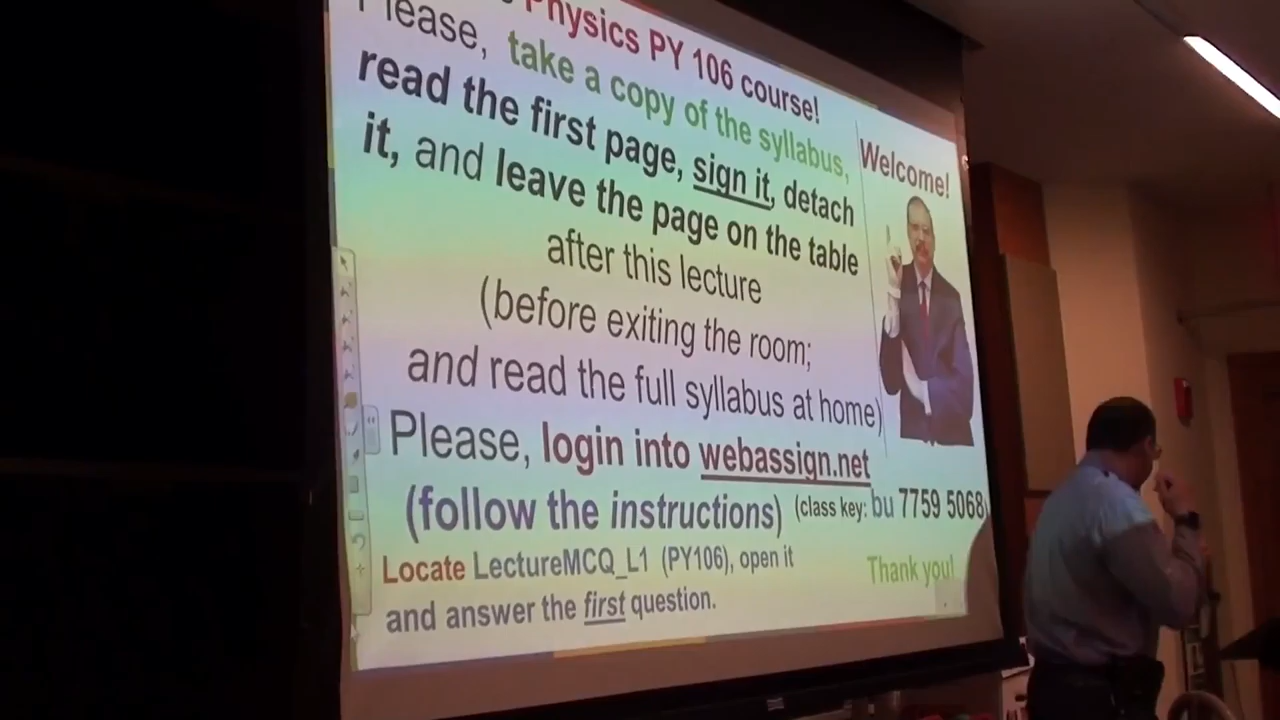 Physics PY 106 course!
Please, take a copy of the syllabus,
read the first page, sign it, detach
it, and leave the page on the table
after this lecture
(before exiting the room;
and read the full syllabus at home)
Please, login into webassign.net
(follow the instructions) (class key: bu 7759 5068)
Locate LectureMCQ_L1 (PY106), open it
and answer the first question.
Welcome!
Thank you!